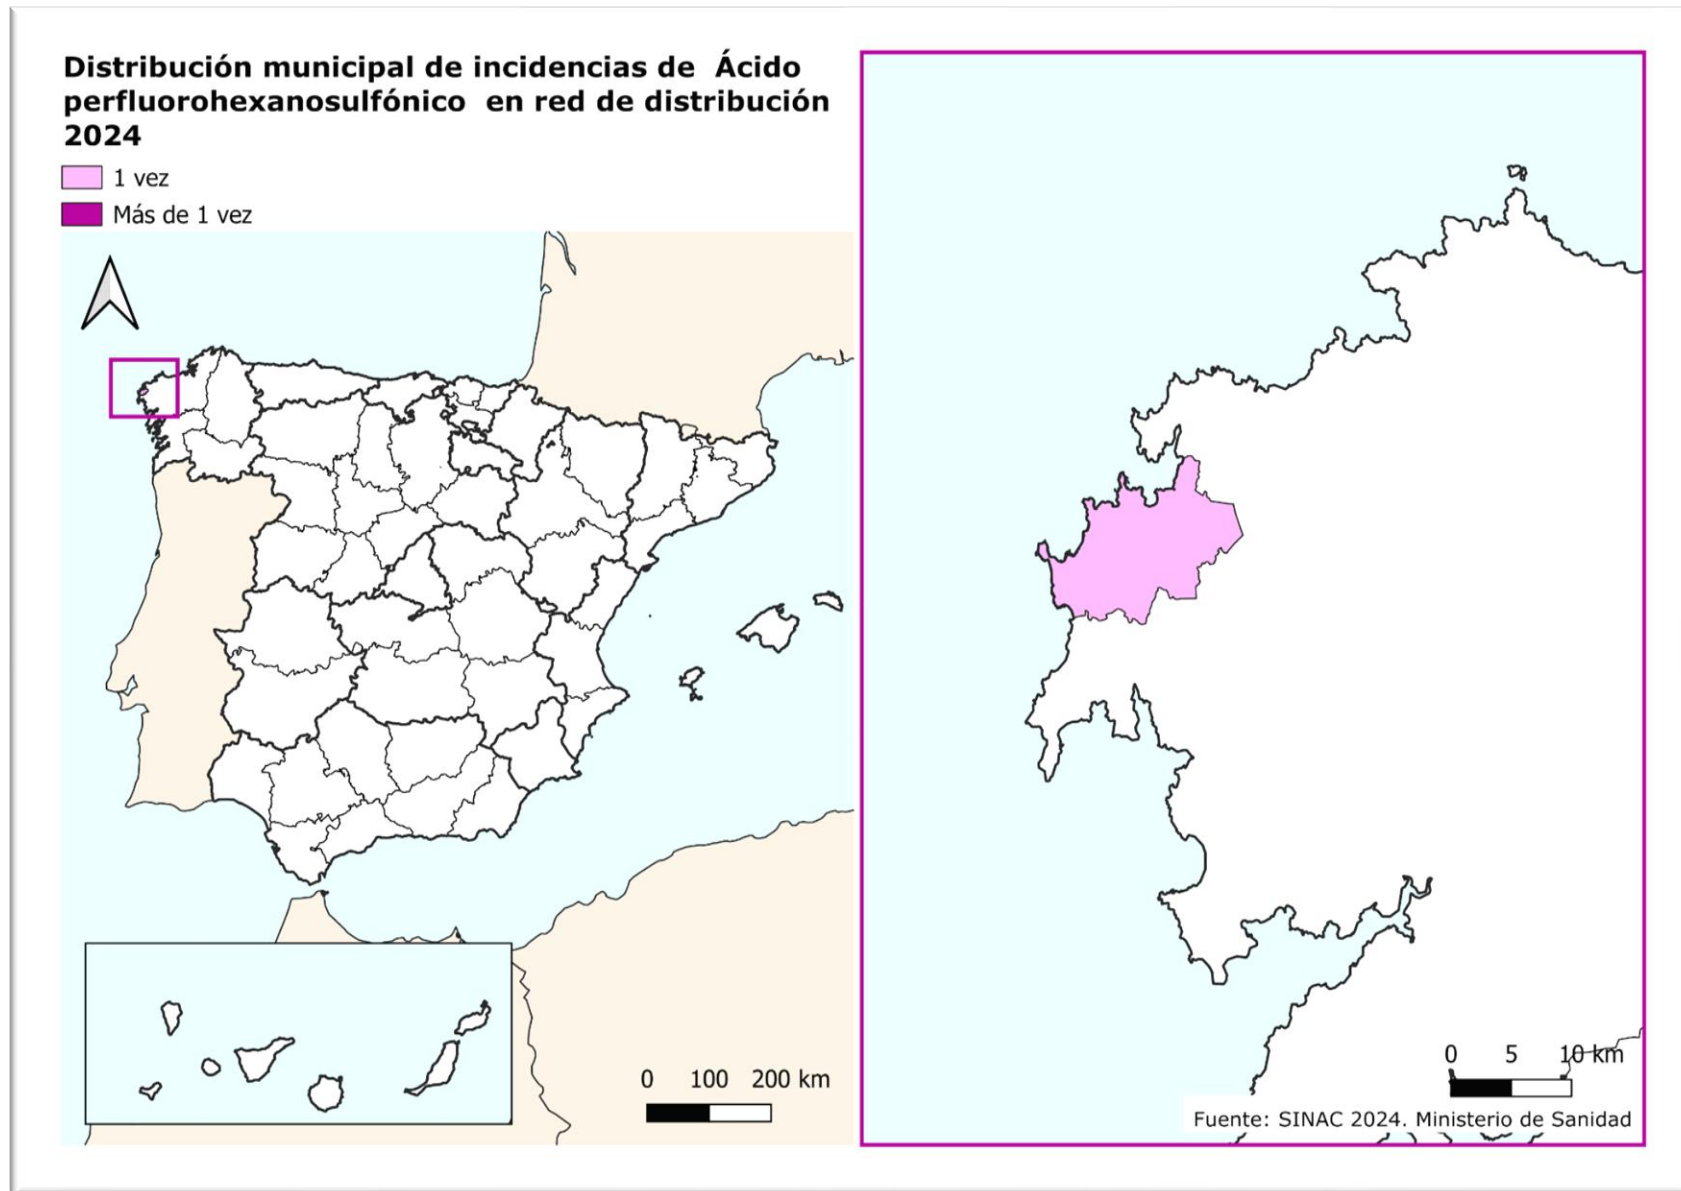 Distribución municipal de incidencias de Ácido
perfluorohexanosulfónico en red de distribución
2024
1 vez
Más de 1 vez
0 100 200 km
0 5 10 km
Fuente: SINAC 2024. Ministerio de Sanidad